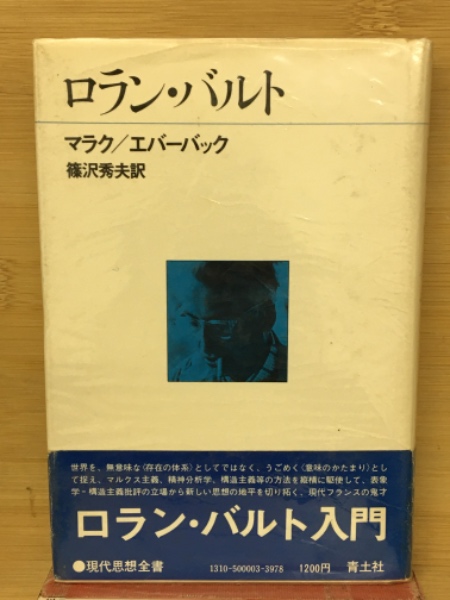 ロラン・バルト
マラク/エバーバック
篠沢秀夫訳
世界を、無意味な〈存在の体系〉としてではなく、うごめく〈意味のかたまり〉とし
て捉え、マルクス主義、精神分析学、構造主義等の方法を縦横に駆使して、表象
学=構造主義批評の立場から新しい思想の地平を切り拓く、現代フランスの鬼才
ロラン・バルト入門
●現代思想全書 1310-500003-3978 1200円 青土社